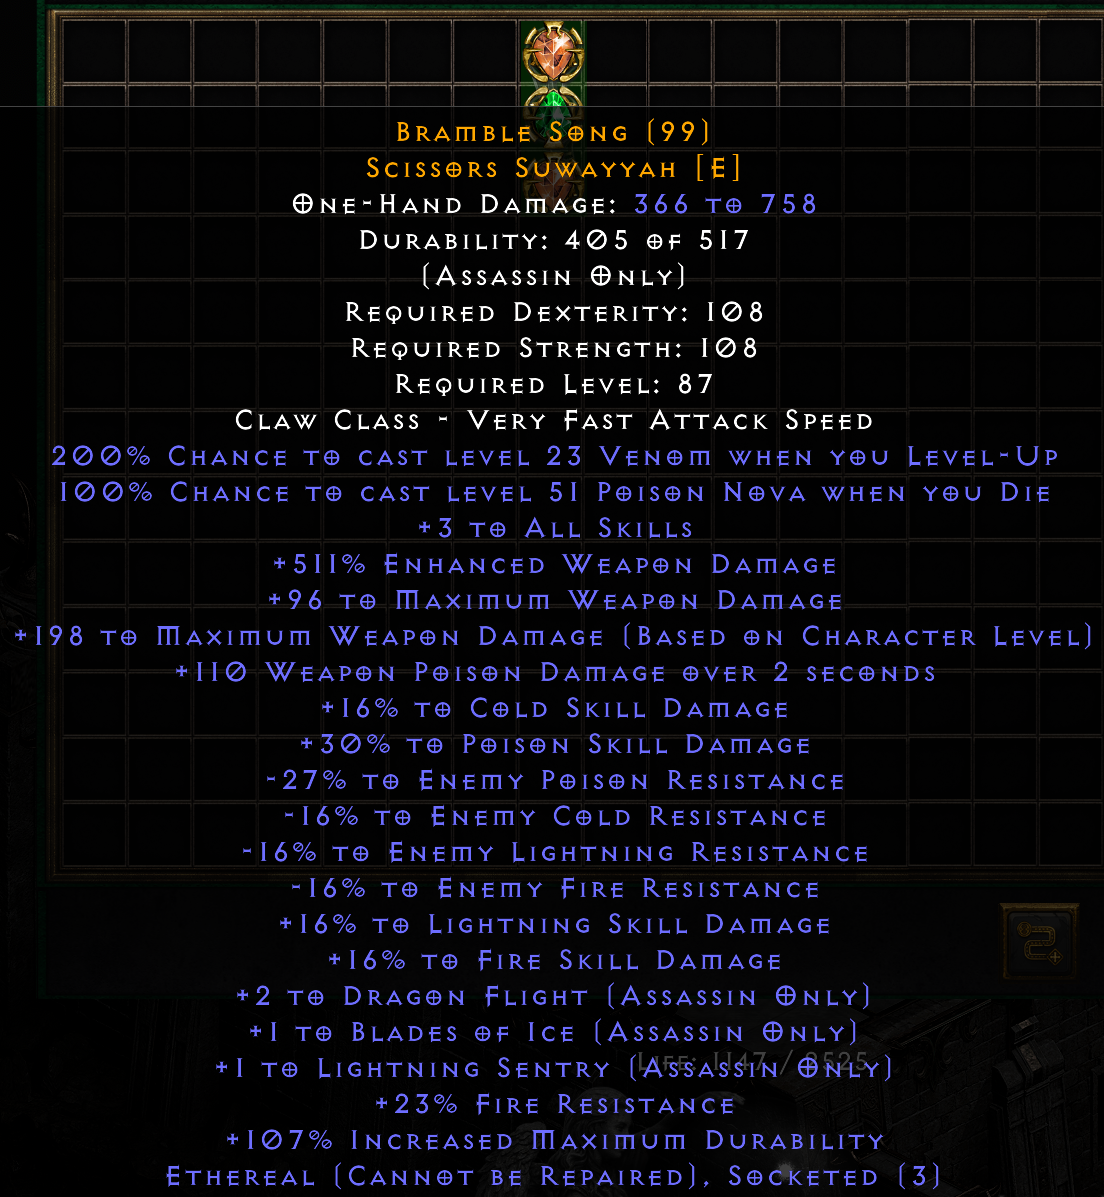 Bramble Song (99)
Scissors Suwayyah [E]
One-Hand Damage: 366 to 758
Durability: 405 of 517
(Assassin Only)
Required Dexterity: 108
Required Strength: 108
Required Level: 87
Claw Class - Very Fast Attack Speed
200% Chance to cast level 23 Venom when you Level-Up
100% Chance to cast level 51 Poison Nova when you Die
+3 to All Skills
+511% Enhanced Weapon Damage
+96 to Maximum Weapon Damage
+198 to Maximum Weapon Damage (Based on Character Level)
+110 Weapon Poison Damage over 2 seconds
+16% to Cold Skill Damage
+30% to Poison Skill Damage
-27% to Enemy Poison Resistance
-16% to Enemy Cold Resistance
-16% to Enemy Lightning Resistance
-16% to Enemy Fire Resistance
+16% to Lightning Skill Damage
+16% to Fire Skill Damage
+2 to Dragon Flight (Assassin Only)
+1 to Blades of Ice (Assassin Only)
Life: 1147 / 2525
+1 to Lightning Sentry (Assassin Only)
+23% Fire Resistance
+107% Increased Maximum Durability
Ethereal (Cannot be Repaired), Socketed (3)